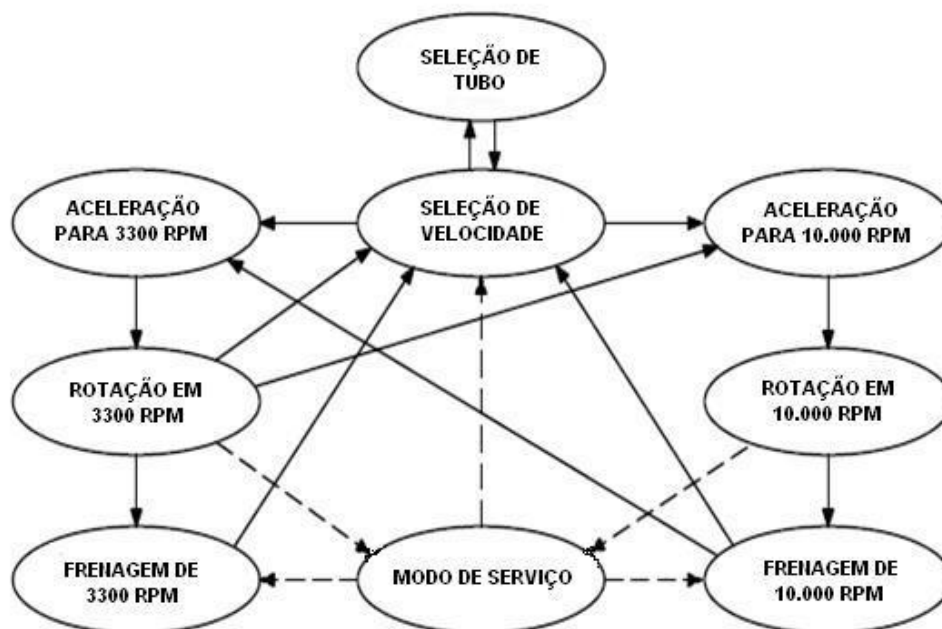 SELEÇÃO DE
TUBO
ACELERAÇÃO
PARA 3300 RPM
SELEÇÃO DE
VELOCIDADE
ACELERAÇÃO
PARA 10.000 RPM
ROTAÇÃO EM
3300 RPM
ROTAÇÃO EM
10.000 RPM
FRENAGEM DE
3300 RPM
MODO DE SERVIÇO
FRENAGEM DE
10.000 RPM